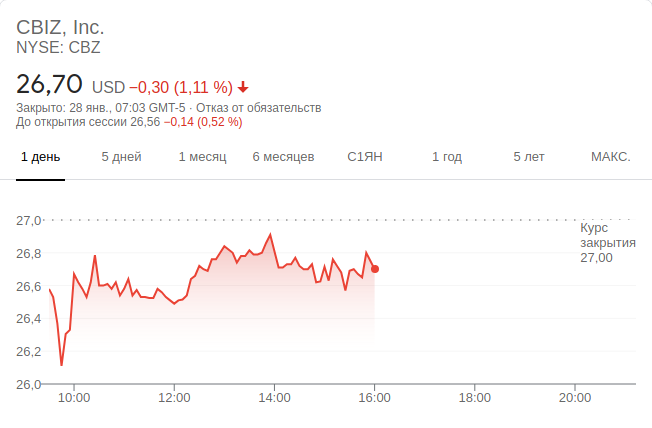 CBIZ, Inc.
NYSE: CBZ
26,70 USD −0,30 (1,11 %)
Закрыто: 28 янв., 07:03 GMT-5 · Отказ от обязательств
До открытия сессии 26,56 −0,14 (0,52 %)
1 день 5 дней 1 месяц 6 месяцев С1ЯН 1 год 5 лет МАКС.
27,0
Курс
закрытия
27,00
26,8
26,6
26,4
26,2
26,0
10:00 12:00 14:00 16:00 18:00 20:00